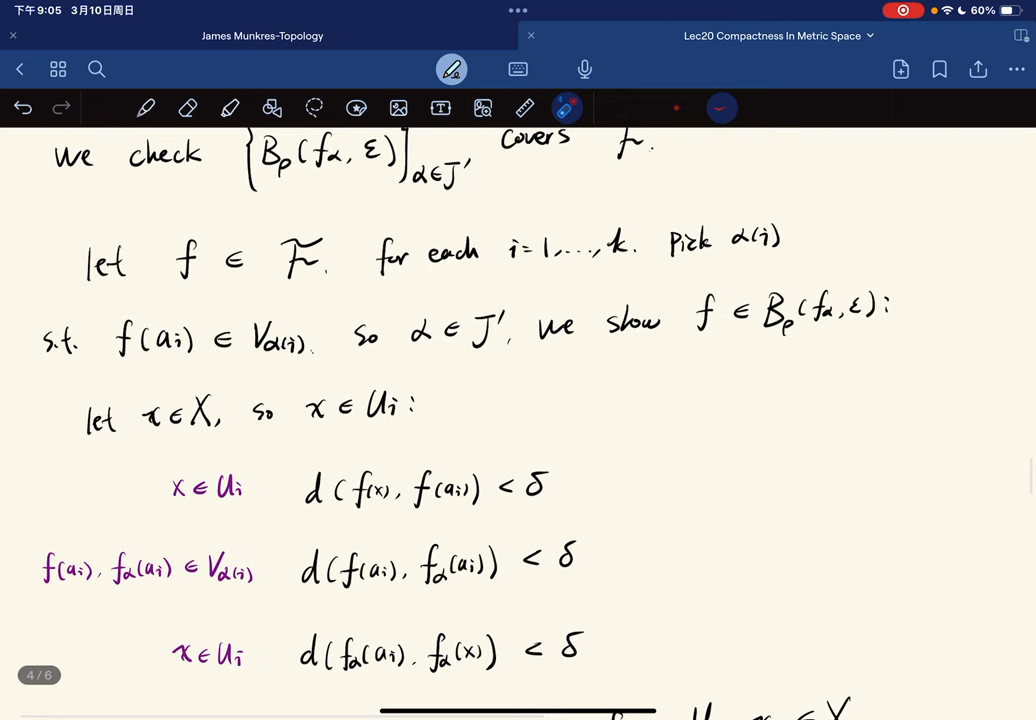 下午9:05 3月10日周日
60%
James Munkres-Topology
Lec20 Compactness In Metric Space
We check {B_ρ(f_α, ε)}_{α∈J'} covers F.
let f ∈ F. for each i=1,...,k. pick α(i)
s.t. f(a_i) ∈ V_{α(i)}. so α ∈ J', we show f ∈ B_ρ(f_α, ε):
let x∈X, so x ∈ U_i:
x ∈ U_i d(f(x), f(a_i)) < δ
f(a_i), f_α(a_i) ∈ V_{α(i)} d(f(a_i), f_α(a_i)) < δ
x ∈ U_i d(f_α(a_i), f_α(x)) < δ
4/6